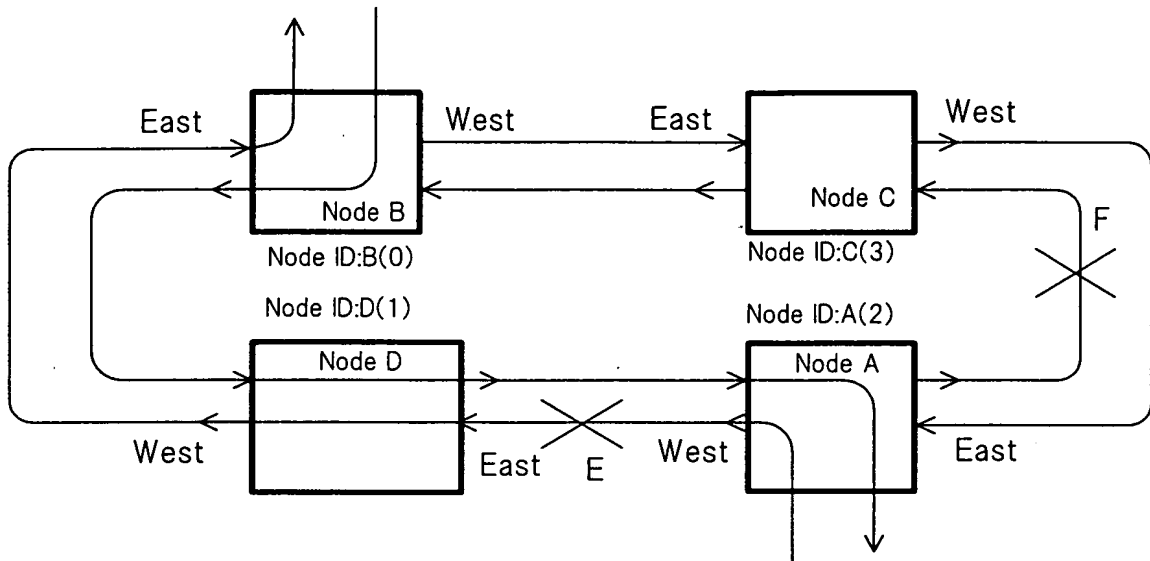 East
West
East
West
Node B
Node C
F
Node ID:B(0)
Node ID:C(3)
Node ID:D(1)
Node ID:A(2)
Node D
Node A
West
East
E
West
East